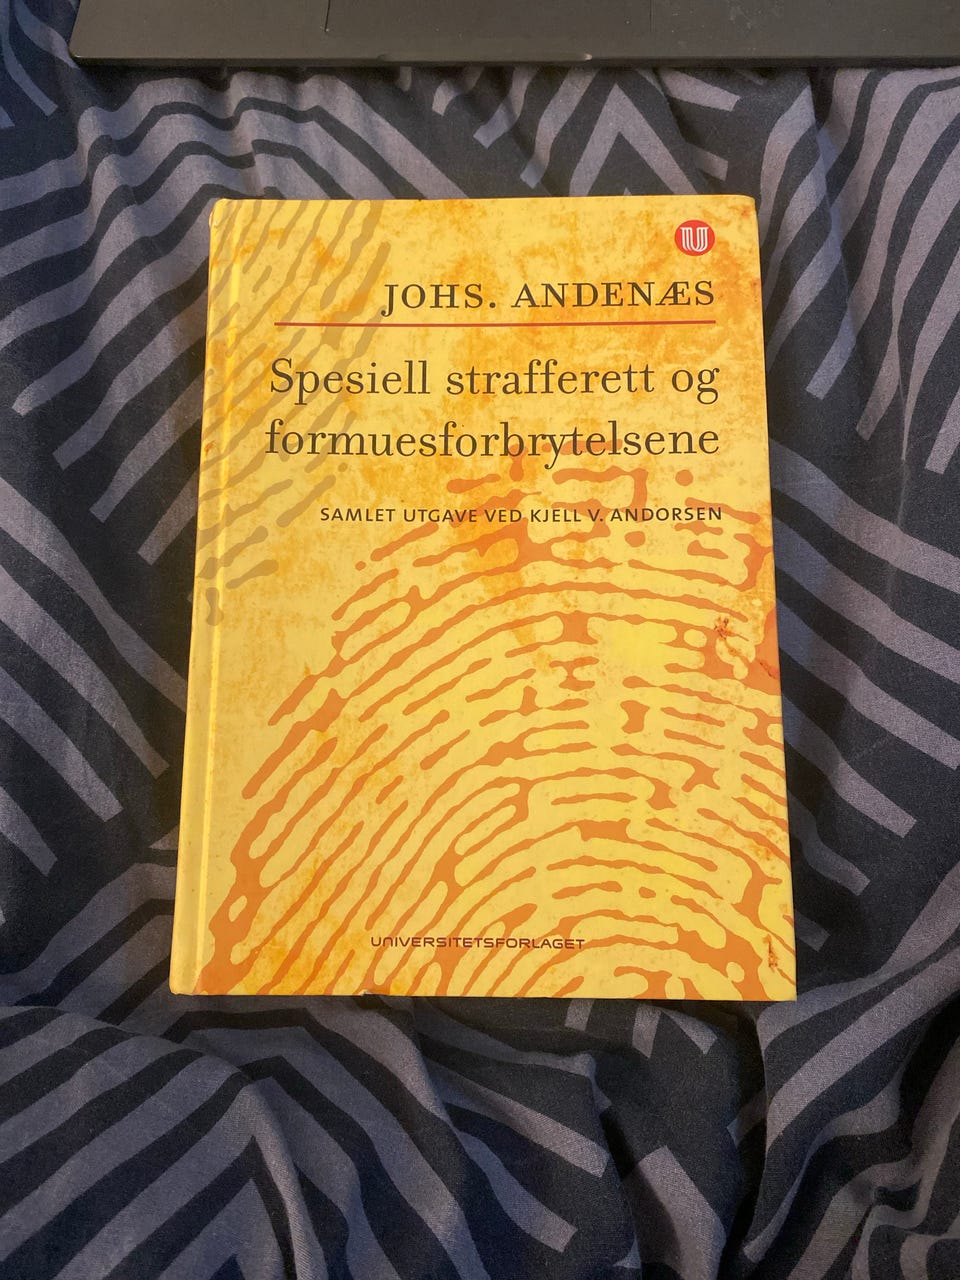 U
JOHS. ANDENÆS
Spesiell strafferett og
formuesforbrytelsene
SAMLET UTGAVE VED KJELL V. ANDORSEN
UNIVERSITETSFORLAGET